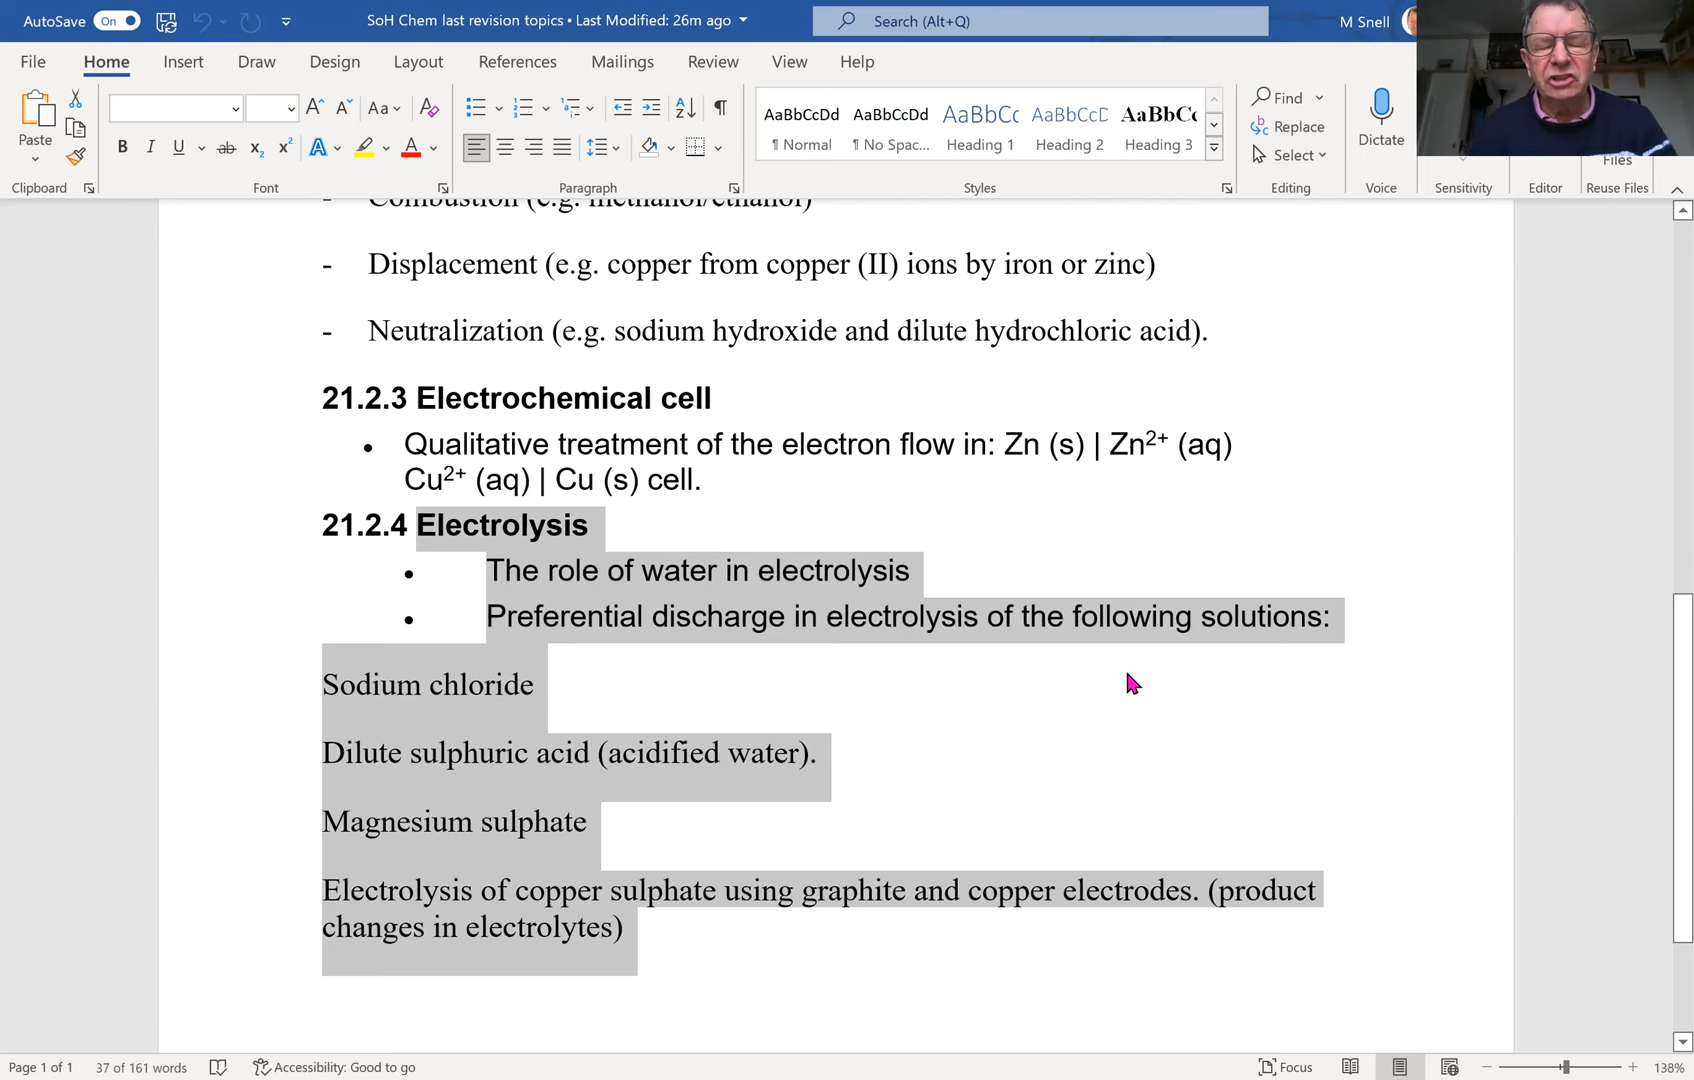 AutoSave On SoH Chem last revision topics • Last Modified: 26m ago Search (Alt+Q) M Snell
File Home Insert Draw Design Layout References Mailings Review View Help
Paste
Clipboard
Aa
B I U ab x₂ x² A A
Font
Paragraph
AaBbCcDd AaBbCcDd AaBbCc AaBbCcD AaBbCc
¶ Normal ¶ No Spac... Heading 1 Heading 2 Heading 3
Styles
Find
Replace
Select
Editing
Dictate
Voice
Sensitivity
Editor
Files
Reuse Files
- Combustion (e.g. methanol/ethanol)
- Displacement (e.g. copper from copper (II) ions by iron or zinc)
- Neutralization (e.g. sodium hydroxide and dilute hydrochloric acid).
21.2.3 Electrochemical cell
• Qualitative treatment of the electron flow in: Zn (s) | Zn²⁺ (aq)
Cu²⁺ (aq) | Cu (s) cell.
21.2.4 Electrolysis
• The role of water in electrolysis
• Preferential discharge in electrolysis of the following solutions:
Sodium chloride
Dilute sulphuric acid (acidified water).
Magnesium sulphate
Electrolysis of copper sulphate using graphite and copper electrodes. (product
changes in electrolytes)
Page 1 of 1 37 of 161 words Accessibility: Good to go Focus 138%